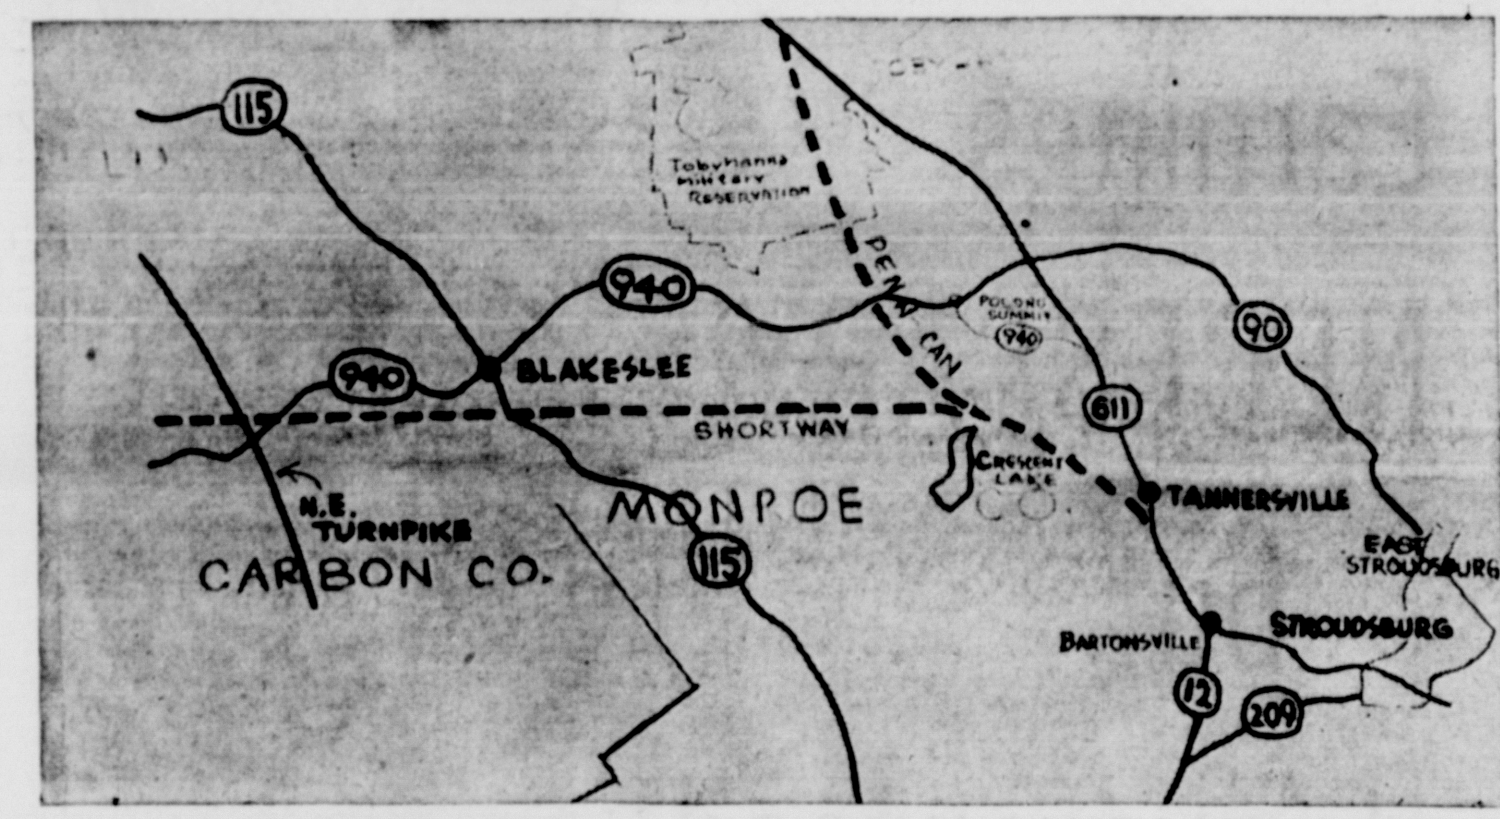 115
Tobyhanna
Military
RESERVATION
PENN CAN
940
POCONO
SUMMIT
940
90
940
BLAKESLEE
611
SHORTWAY
CRESCENT
LAKE
CO.
MONROE
TANNERSVILLE
N.E.
TURNPIKE
CARBON CO.
115
EAST
STROUDSBURG
BARTONSVILLE
STROUDSBURG
12
209